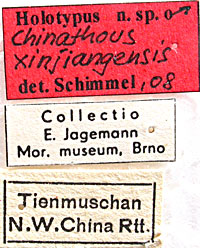 Holotypus n. sp. ♂
Chinathous
xinjiangensis
det. Schimmel, 08
Collectio
E. Jagemann
Mor. museum, Brno
Tienmuschan
N.W.China Rtt.